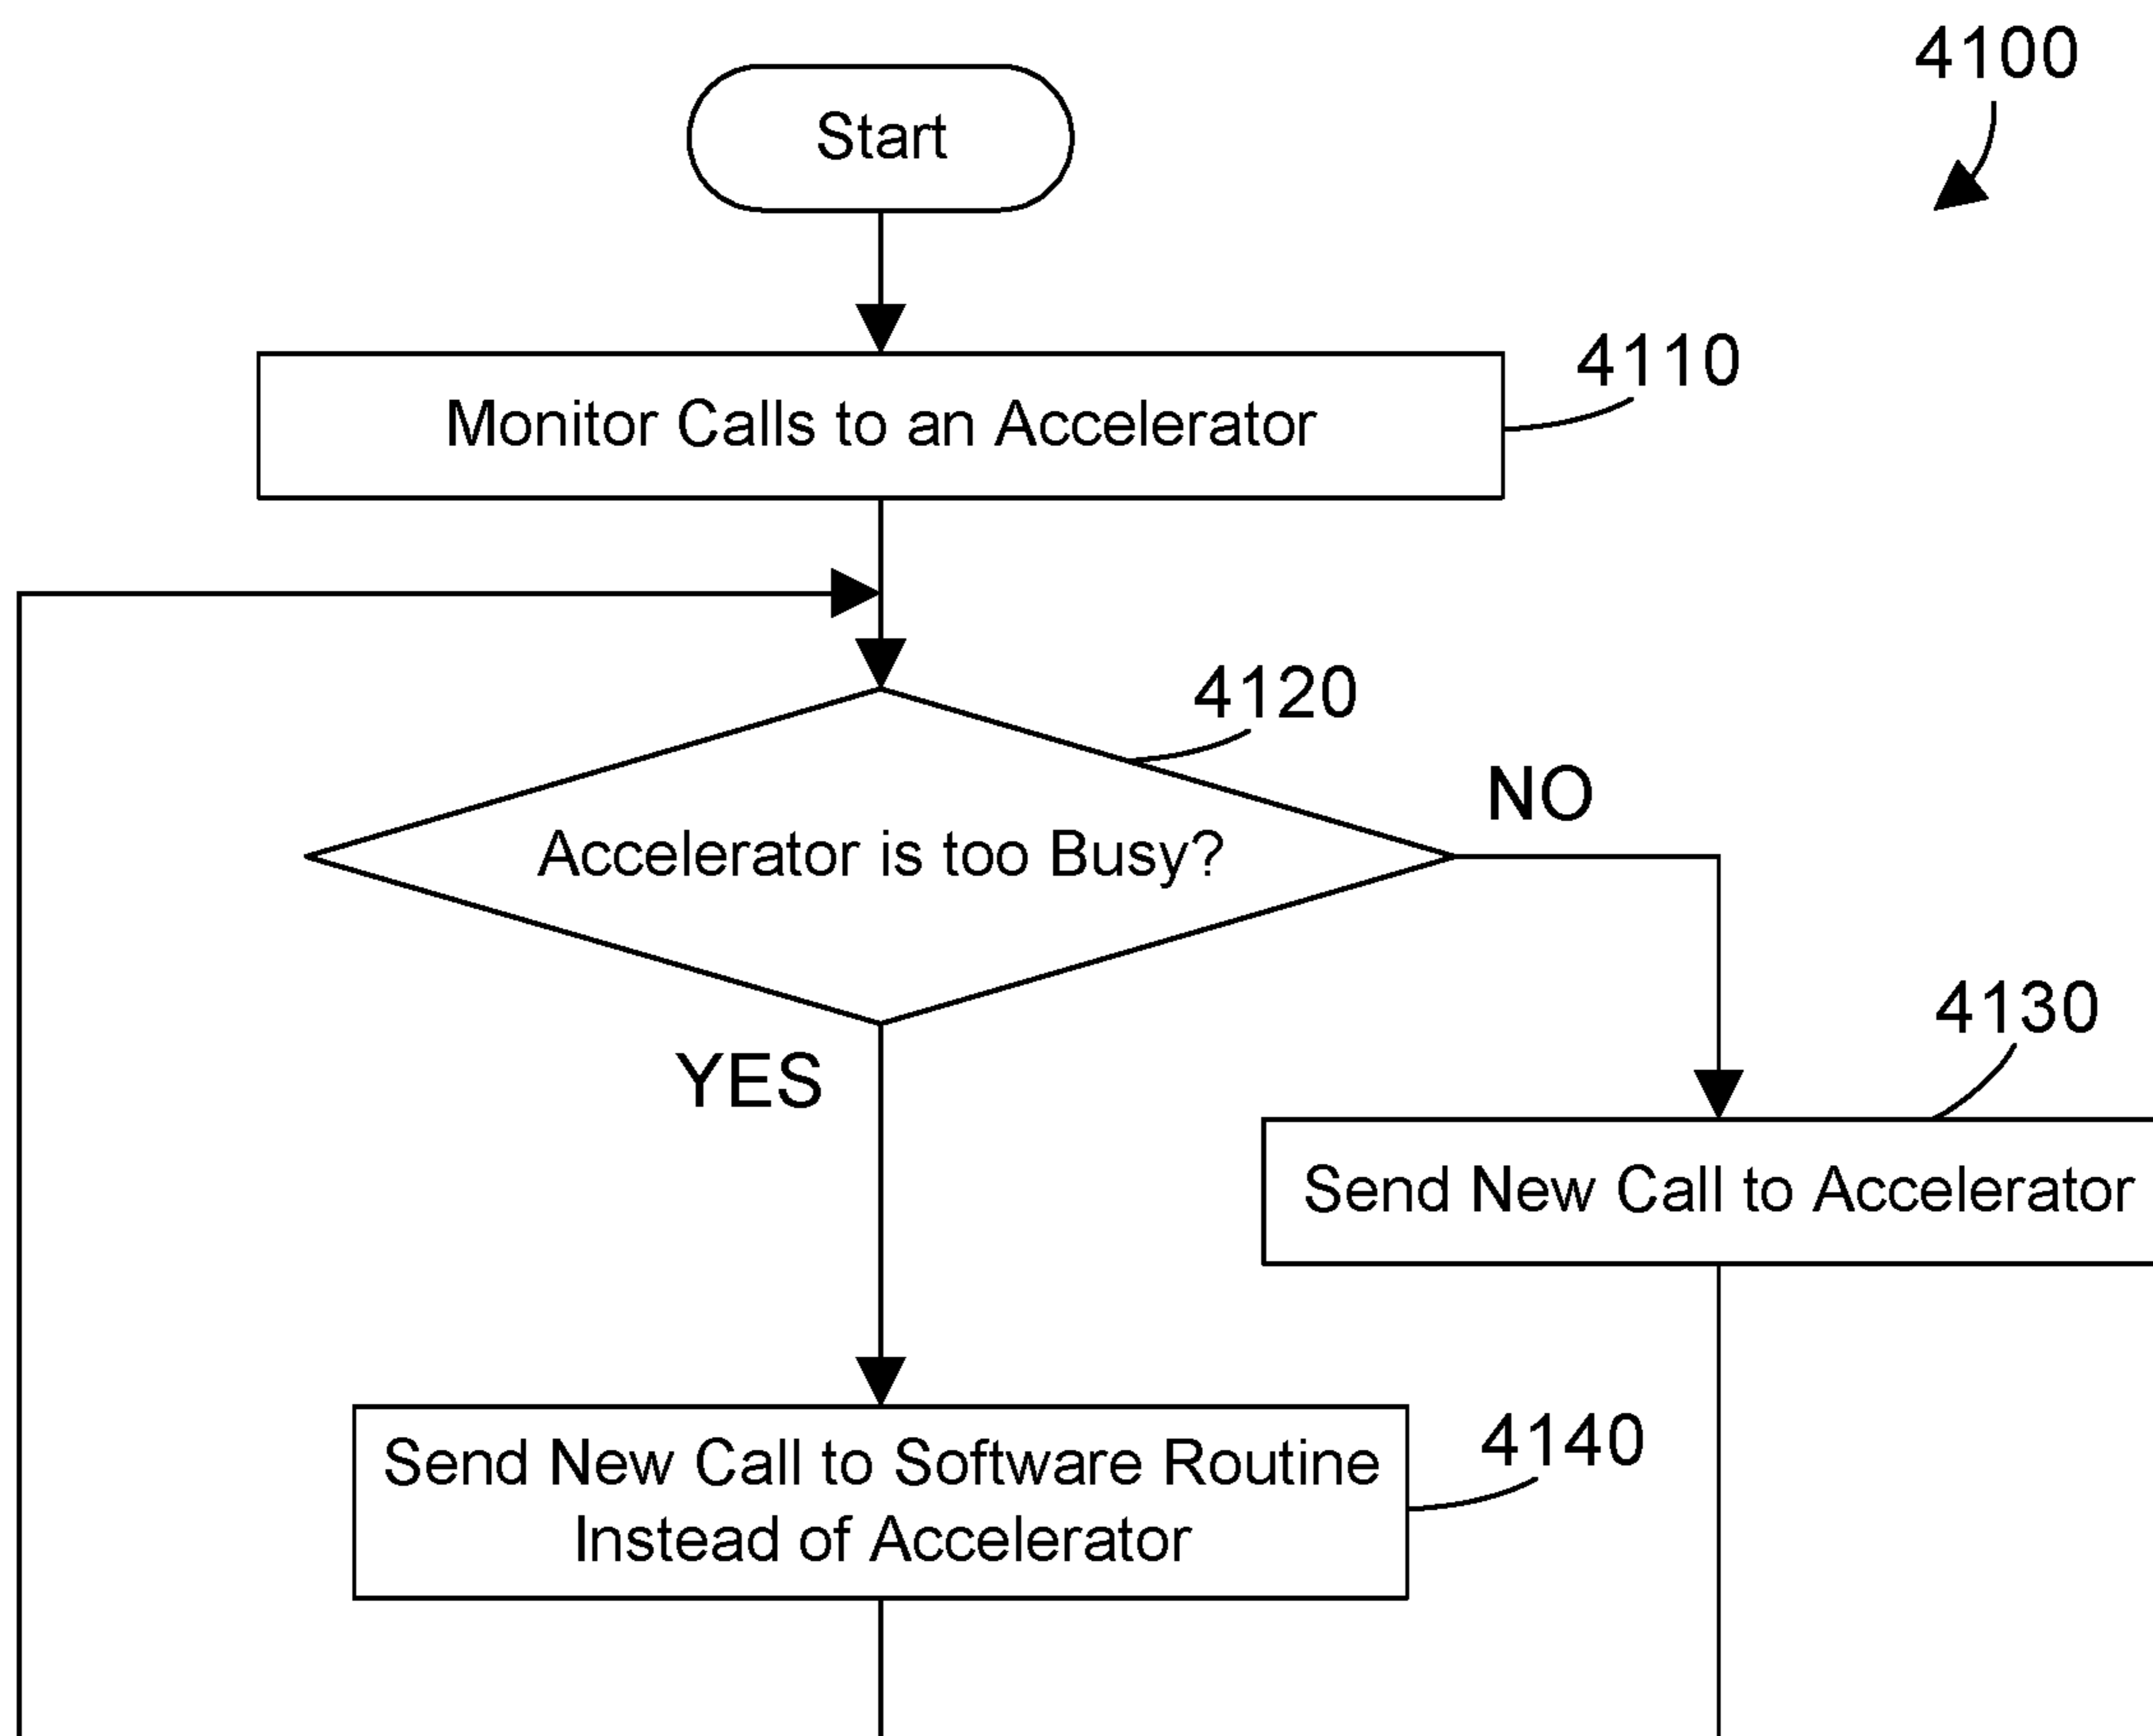 4100
Start
4110
Monitor Calls to an Accelerator
4120
NO
Accelerator is too Busy?
4130
YES
Send New Call to Accelerator
4140
Send New Call to Software Routine
Instead of Accelerator